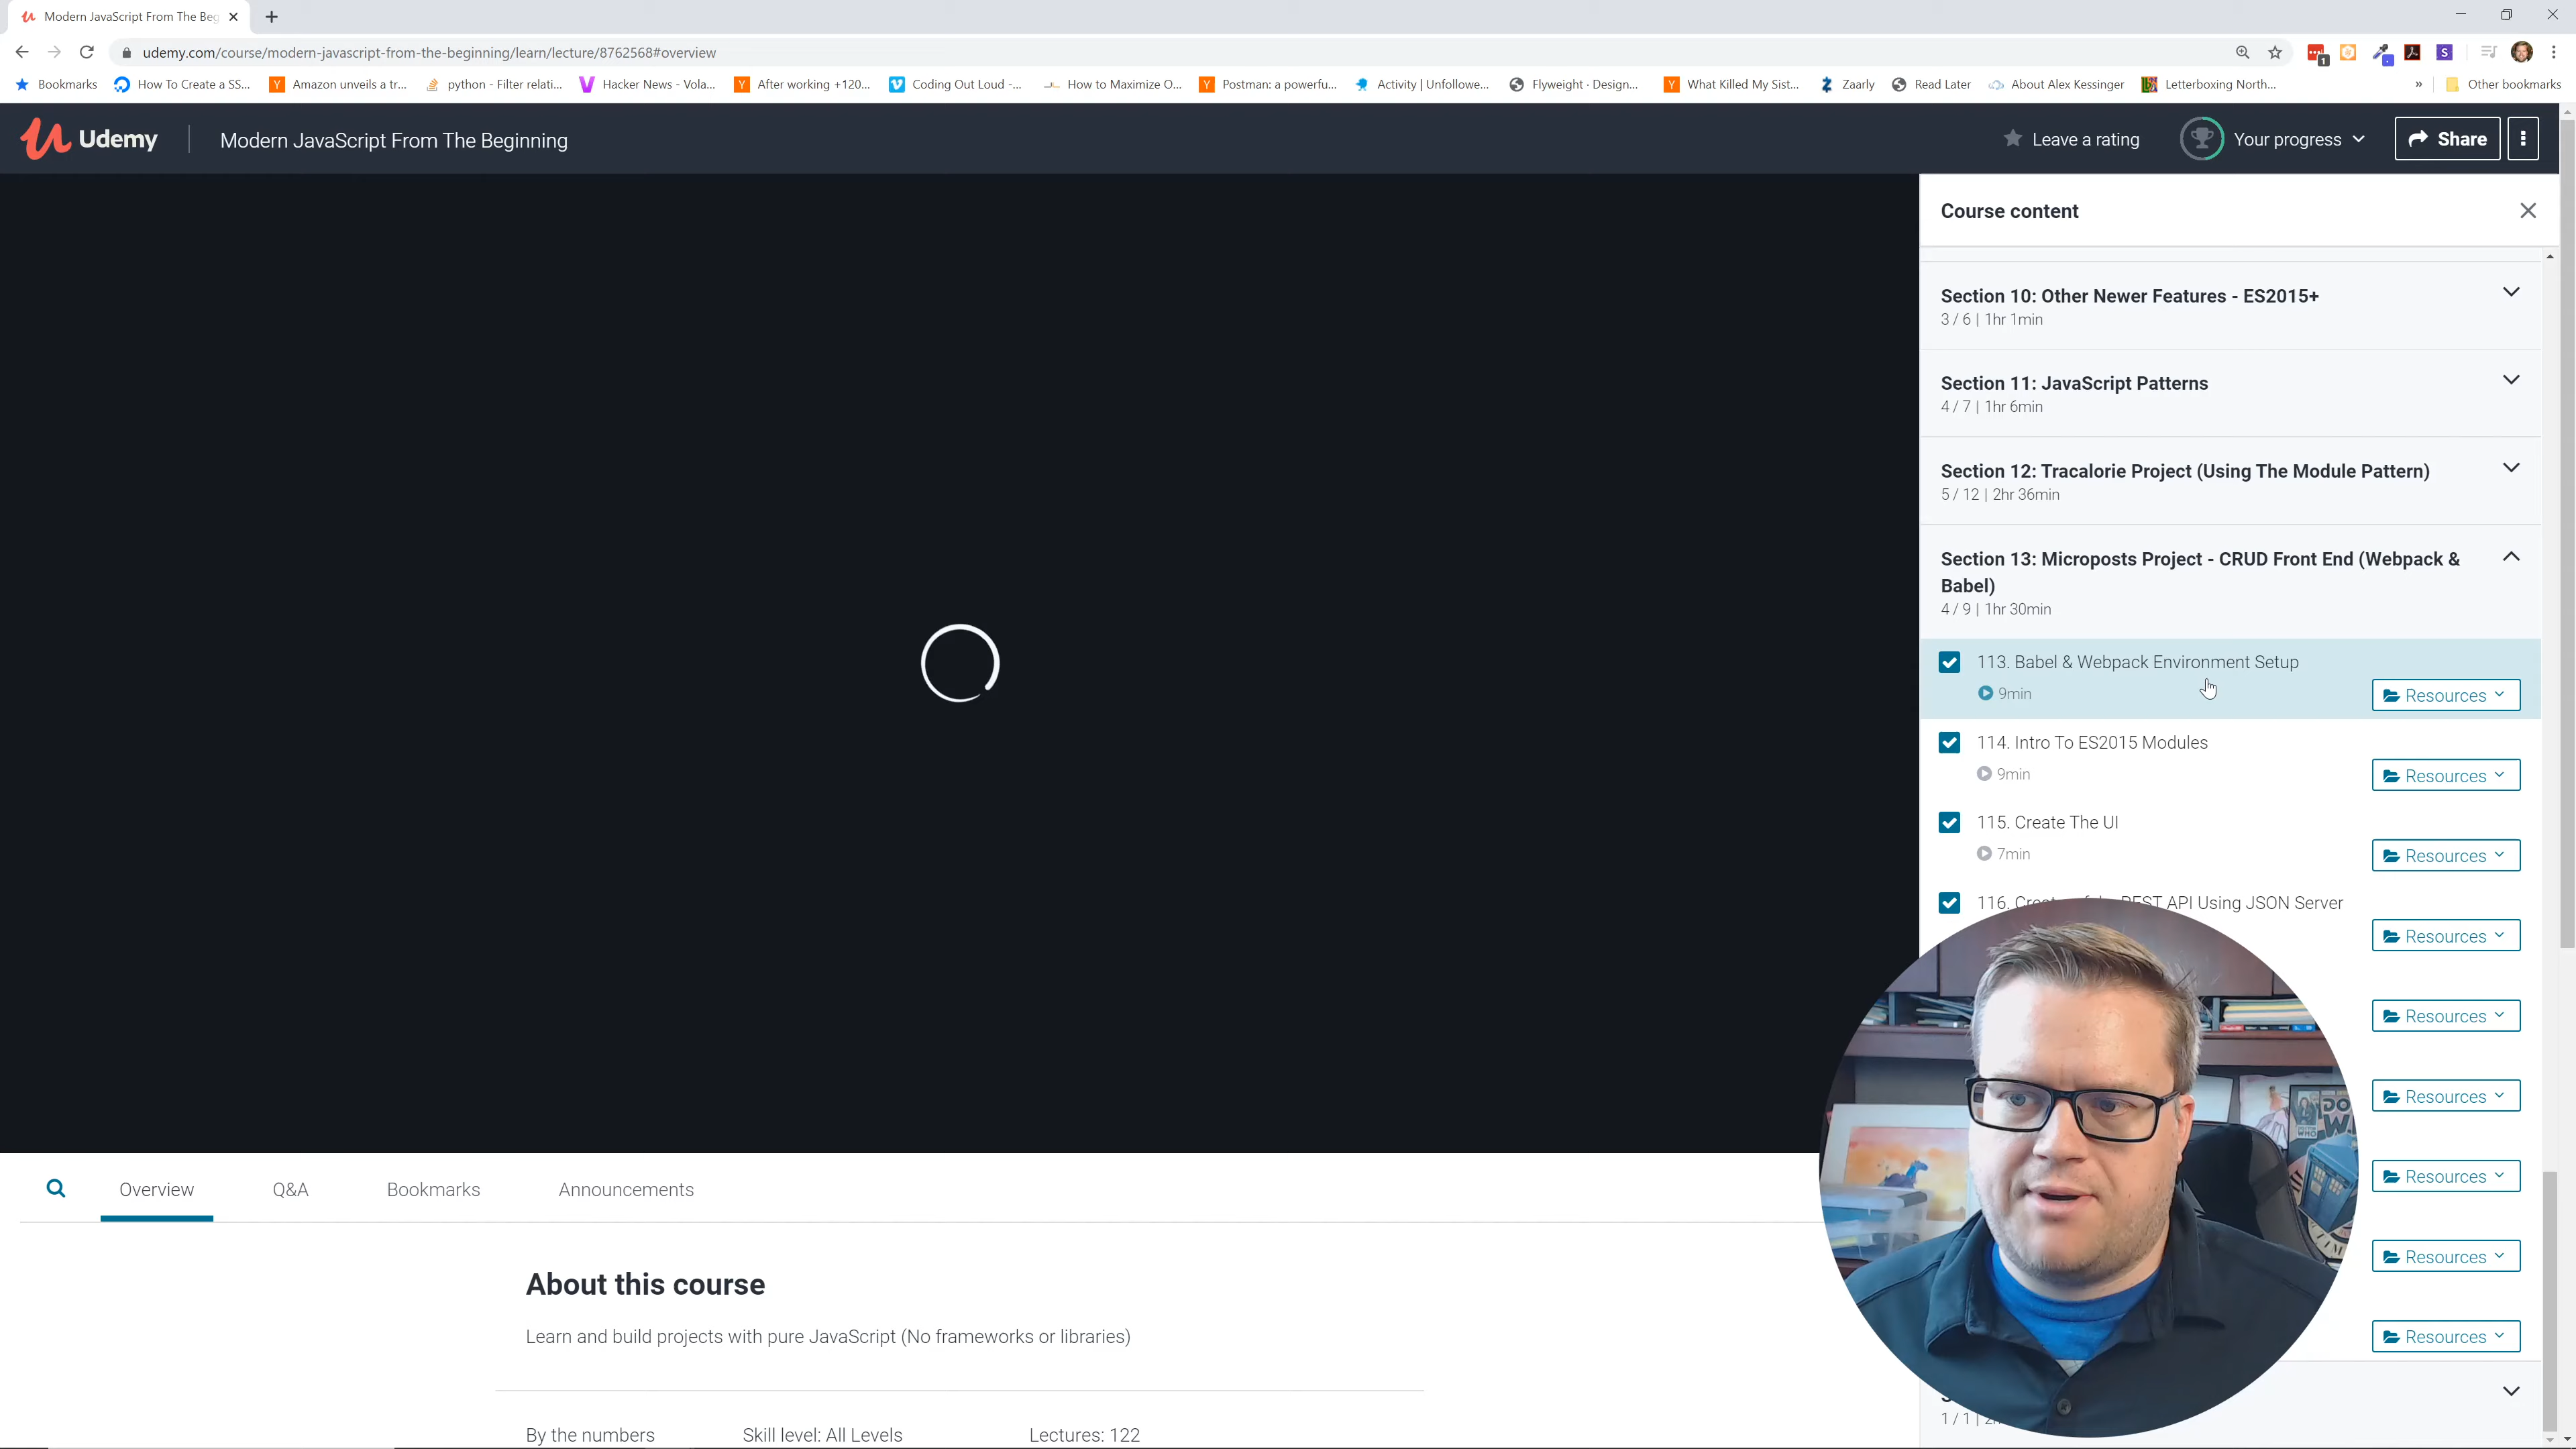 Modern JavaScript From The Beg
udemy.com/course/modern-javascript-from-the-beginning/learn/lecture/8762568#overview
Bookmarks How To Create a SS... Amazon unveils a tr... python - Filter relati... Hacker News - Vola... After working +120... Coding Out Loud -... How to Maximize O... Postman: a powerfu... Activity | Unfollowe... Flyweight · Design... What Killed My Sist... Zaarly Read Later About Alex Kessinger Letterboxing North... » Other bookmarks
Udemy Modern JavaScript From The Beginning Leave a rating Your progress Share
Course content
Section 10: Other Newer Features - ES2015+
3 / 6 | 1hr 1min
Section 11: JavaScript Patterns
4 / 7 | 1hr 6min
Section 12: Tracalorie Project (Using The Module Pattern)
5 / 12 | 2hr 36min
Section 13: Microposts Project - CRUD Front End (Webpack &
Babel)
4 / 9 | 1hr 30min
113. Babel & Webpack Environment Setup
9min Resources
114. Intro To ES2015 Modules
9min Resources
115. Create The UI
7min Resources
116. REST API Using JSON Server
Resources
Resources
Resources
Resources
Resources
Resources
1 / 1 |
Overview Q&A Bookmarks Announcements
About this course
Learn and build projects with pure JavaScript (No frameworks or libraries)
By the numbers Skill level: All Levels Lectures: 122